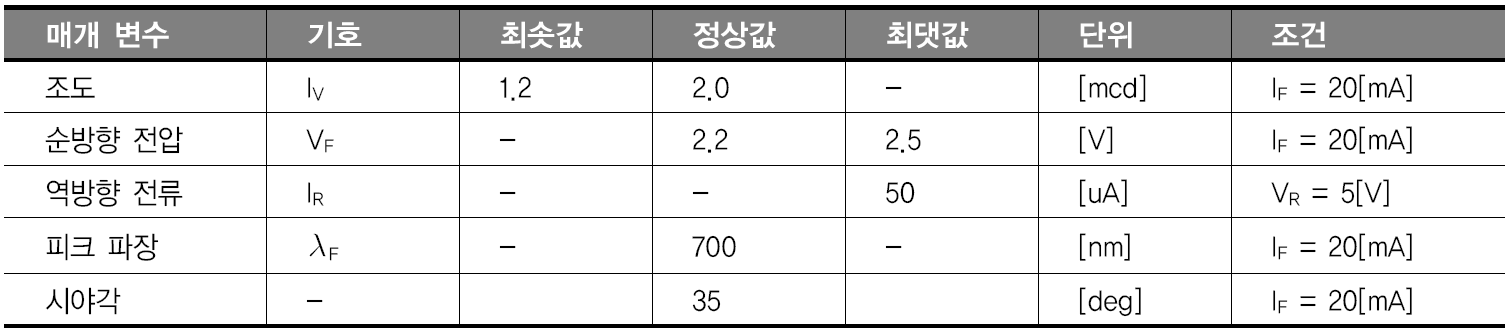 매개 변수 기호 최솟값 정상값 최댓값 단위 조건
조도 IV 1.2 2.0 - [mcd] IF = 20[mA]
순방향 전압 VF - 2.2 2.5 [V] IF = 20[mA]
역방향 전류 IR - - 50 [uA] VR = 5[V]
피크 파장 λF - 700 - [nm] IF = 20[mA]
시야각 - 35 [deg] IF = 20[mA]